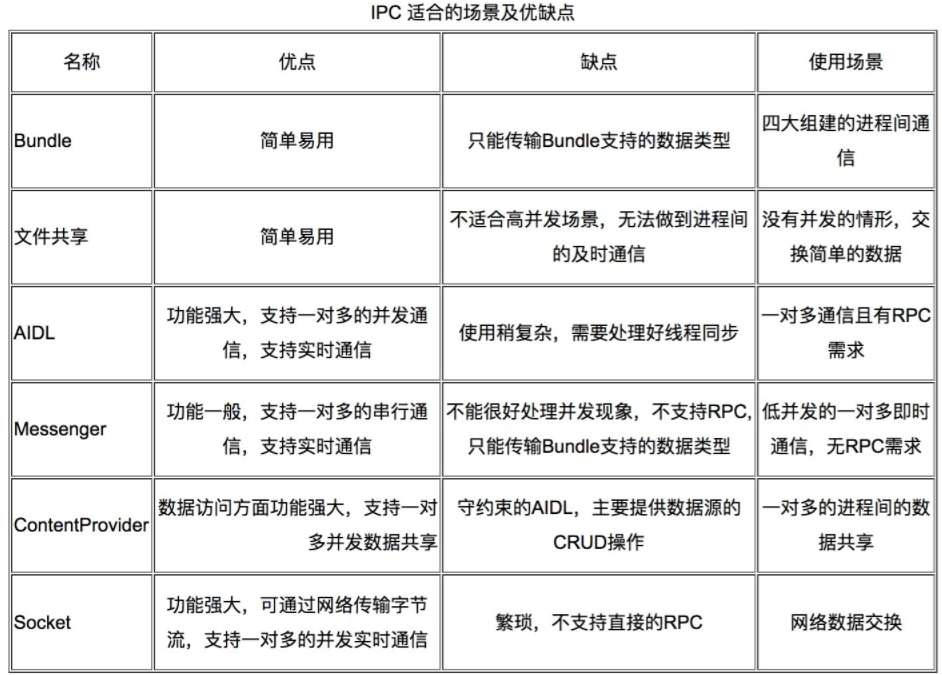 IPC 适合的场景及优缺点
名称 优点 缺点 使用场景
Bundle 简单易用 只能传输Bundle支持的数据类型 四大组建的进程间通
信
文件共享 简单易用 不适合高并发场景，无法做到进程间
的及时通信 没有并发的情形，交
换简单的数据
AIDL 功能强大，支持一对多的并发通
信，支持实时通信 使用稍复杂，需要处理好线程同步 一对多通信且有RPC
需求
Messenger 功能一般，支持一对多的串行通
信，支持实时通信 不能很好处理并发现象，不支持RPC,
只能传输Bundle支持的数据类型 低并发的一对多即时
通信，无RPC需求
ContentProvider 数据访问方面功能强大，支持一对
多并发数据共享 守约束的AIDL，主要提供数据源的
CRUD操作 一对多的进程间的数
据共享
Socket 功能强大，可通过网络传输字节
流，支持一对多的并发实时通信 繁琐，不支持直接的RPC 网络数据交换